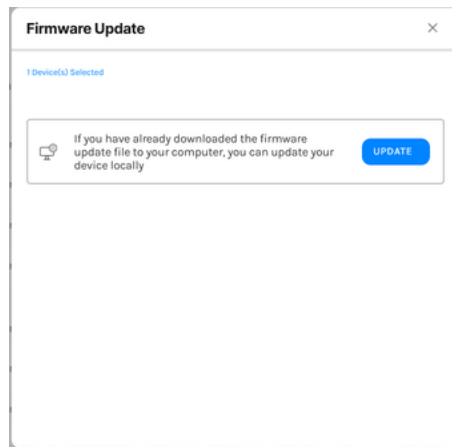 Firmware Update
1 Device(s) Selected
If you have already downloaded the firmware
update file to your computer, you can update your
device locally
UPDATE